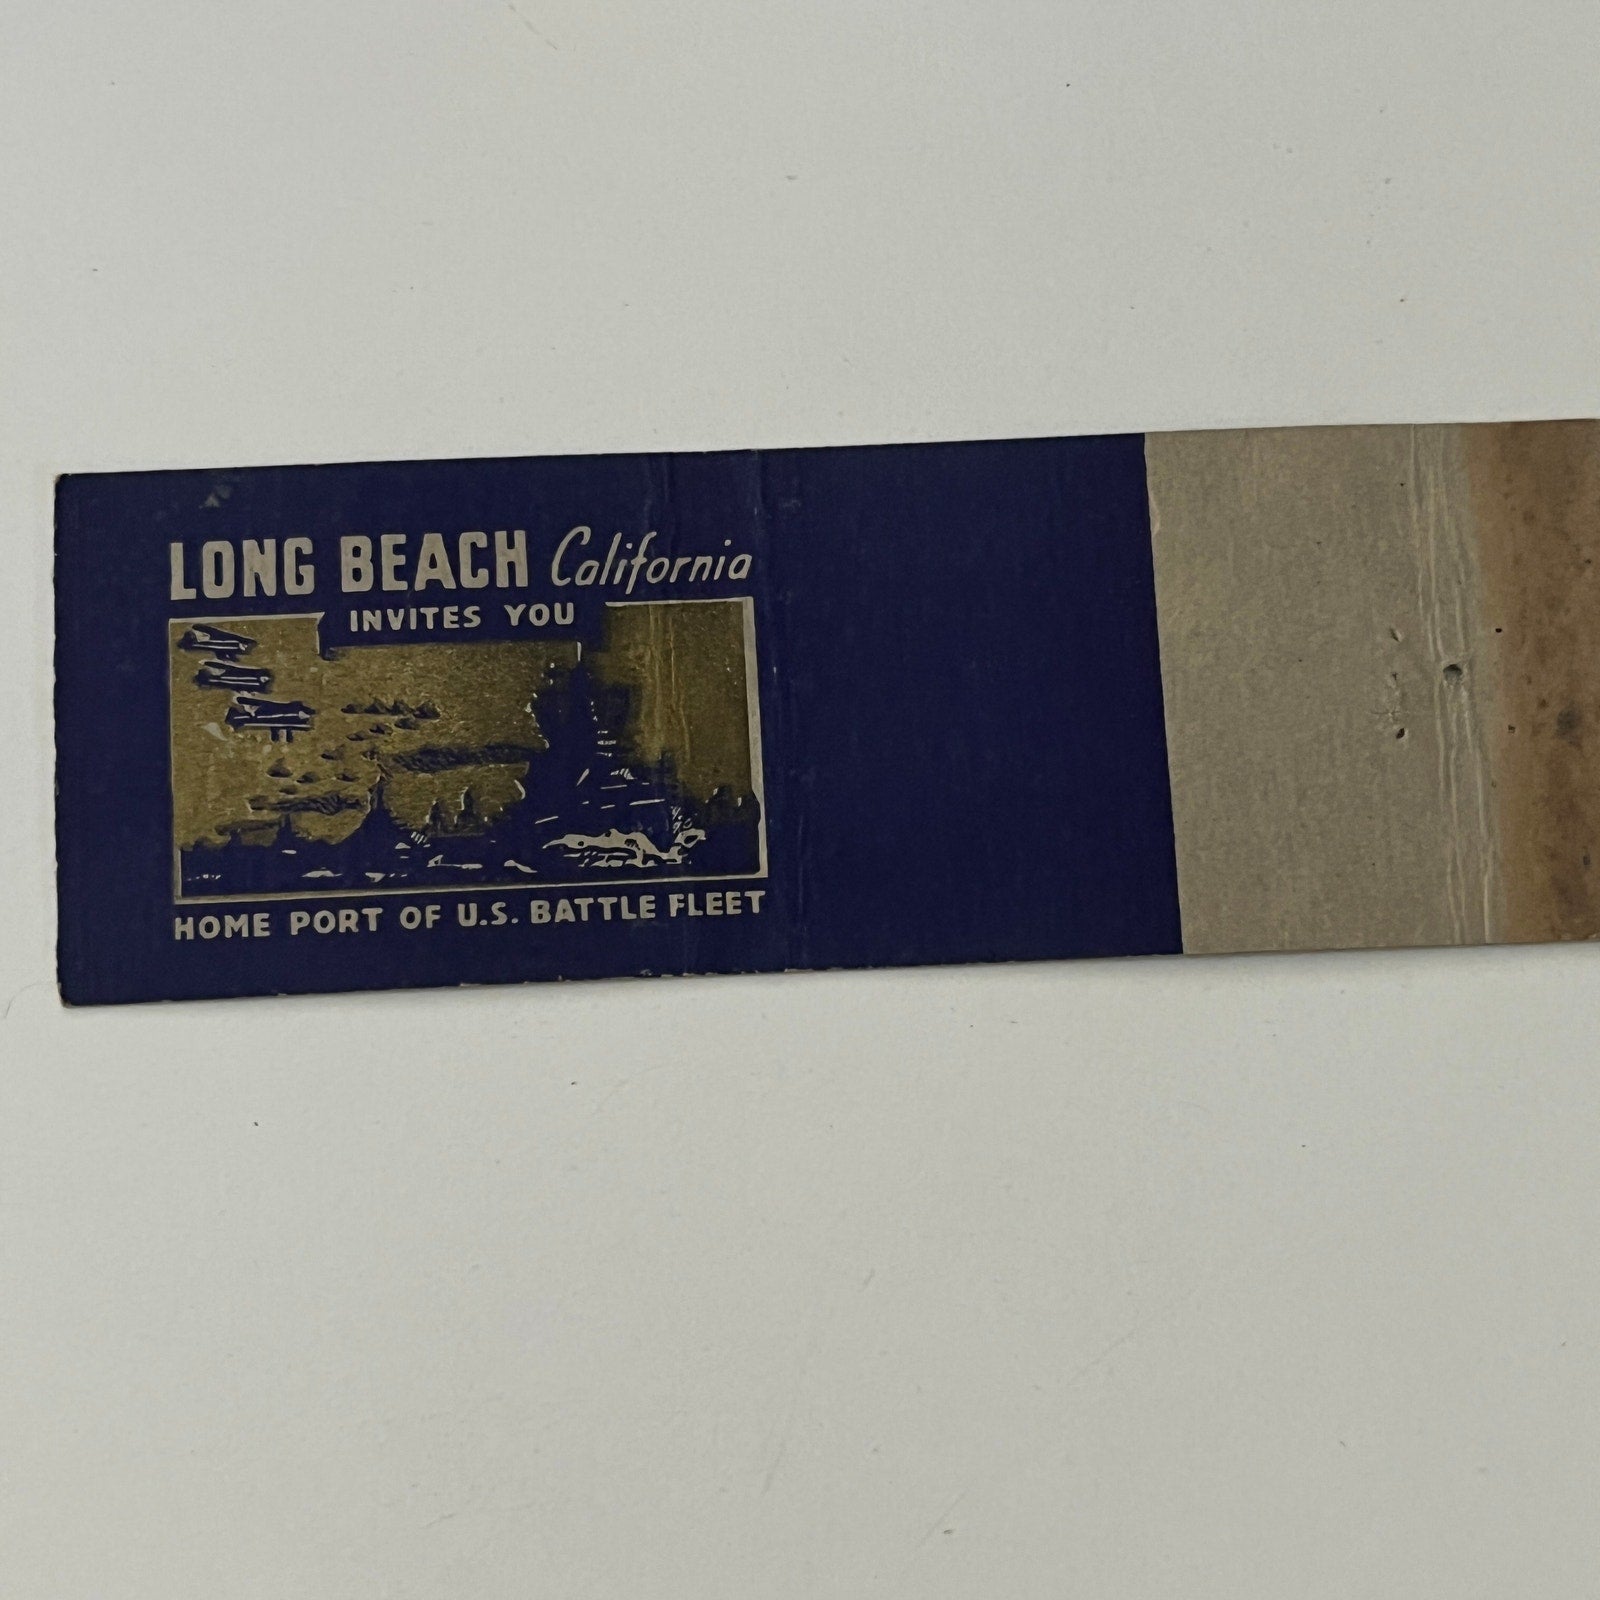 LONG BEACH California
INVITES YOU
HOME PORT OF U.S. BATTLE FLEET